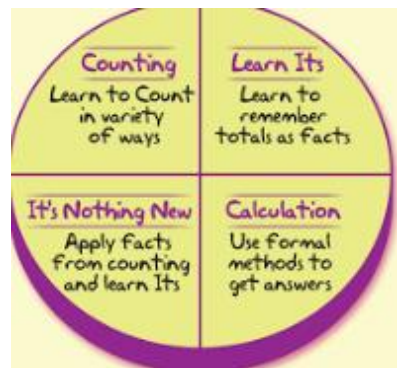 Counting
Learn to Count
in variety
of ways
Learn Its
Learn to
remember
totals as facts
It's Nothing New
Apply facts
from counting
and learn Its
Calculation
Use formal
methods to
get answers